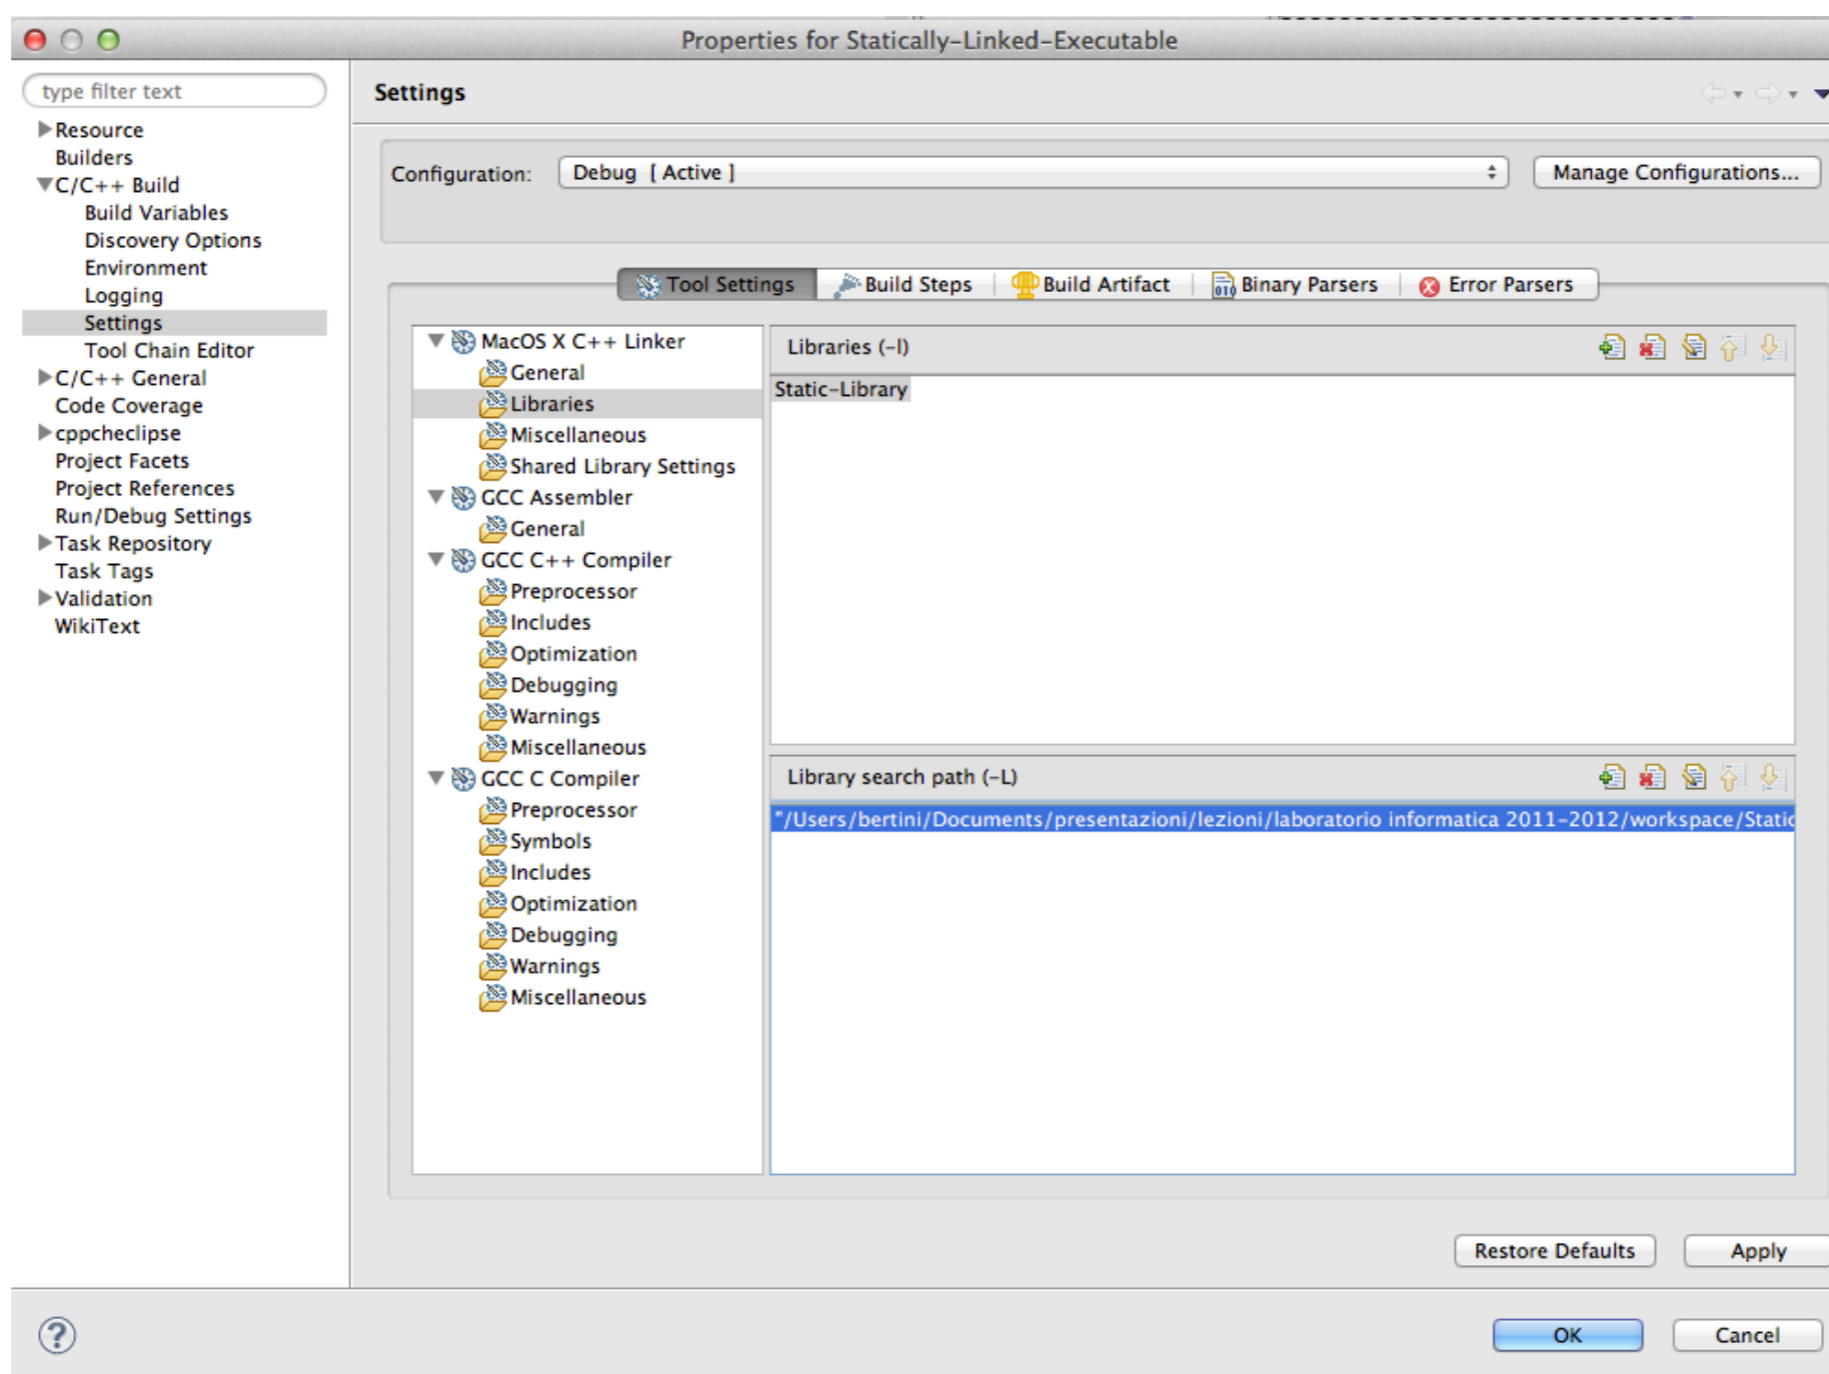 Properties for Statically-Linked-Executable
type filter text
Resource
Builders
C/C++ Build
Build Variables
Discovery Options
Environment
Logging
Settings
Tool Chain Editor
C/C++ General
Code Coverage
cppcheclipse
Project Facets
Project References
Run/Debug Settings
Task Repository
Task Tags
Validation
WikiText
Settings
Configuration: Debug [ Active ] Manage Configurations...
Tool Settings Build Steps Build Artifact Binary Parsers Error Parsers
MacOS X C++ Linker
General
Libraries
Miscellaneous
Shared Library Settings
GCC Assembler
General
GCC C++ Compiler
Preprocessor
Includes
Optimization
Debugging
Warnings
Miscellaneous
GCC C Compiler
Preprocessor
Symbols
Includes
Optimization
Debugging
Warnings
Miscellaneous
Libraries (-l)
Static-Library
Library search path (-L)
"/Users/bertini/Documents/presentazioni/lezioni/laboratorio informatica 2011-2012/workspace/Static
Restore Defaults Apply
? OK Cancel